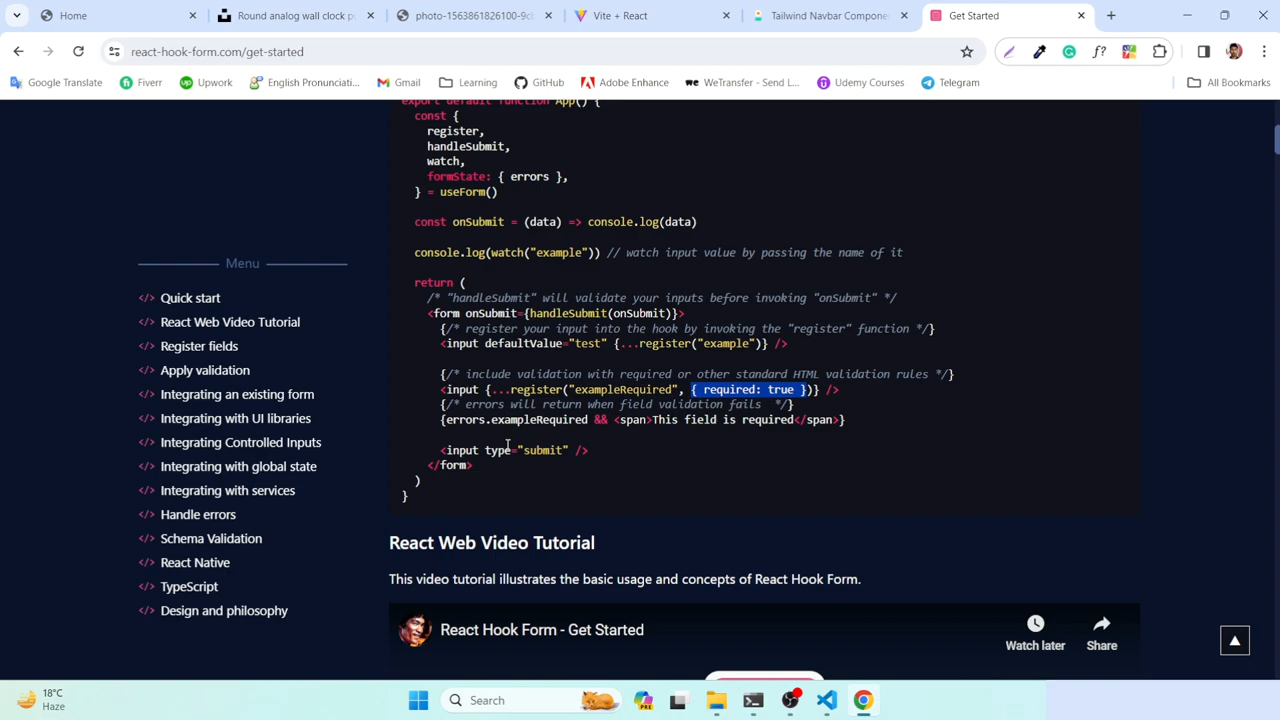 Home
Round analog wall clock p
photo-1563861826100-9cb
Vite + React
Tailwind Navbar Compone
Get Started
react-hook-form.com/get-started
Google Translate
Fiverr
Upwork
English Pronunciati...
Gmail
Learning
GitHub
Adobe Enhance
WeTransfer - Send L...
Udemy Courses
Telegram
All Bookmarks
export default function App() {
const {
register,
handleSubmit,
watch,
formState: { errors },
} = useForm()
const onSubmit = (data) => console.log(data)
console.log(watch("example")) // watch input value by passing the name of it
return (
/* "handleSubmit" will validate your inputs before invoking "onSubmit" */
<form onSubmit={handleSubmit(onSubmit)}>
{/* register your input into the hook by invoking the "register" function */}
<input defaultValue="test" {...register("example")} />
{/* include validation with required or other standard HTML validation rules */}
<input {...register("exampleRequired", { required: true })} />
{/* errors will return when field validation fails */}
{errors.exampleRequired && <span>This field is required</span>}
<input type="submit" />
</form>
)
}
Menu
</> Quick start
</> React Web Video Tutorial
</> Register fields
</> Apply validation
</> Integrating an existing form
</> Integrating with UI libraries
</> Integrating Controlled Inputs
</> Integrating with global state
</> Integrating with services
</> Handle errors
</> Schema Validation
</> React Native
</> TypeScript
</> Design and philosophy
React Web Video Tutorial
This video tutorial illustrates the basic usage and concepts of React Hook Form.
React Hook Form - Get Started
Watch later
Share
18°C
Haze
Search